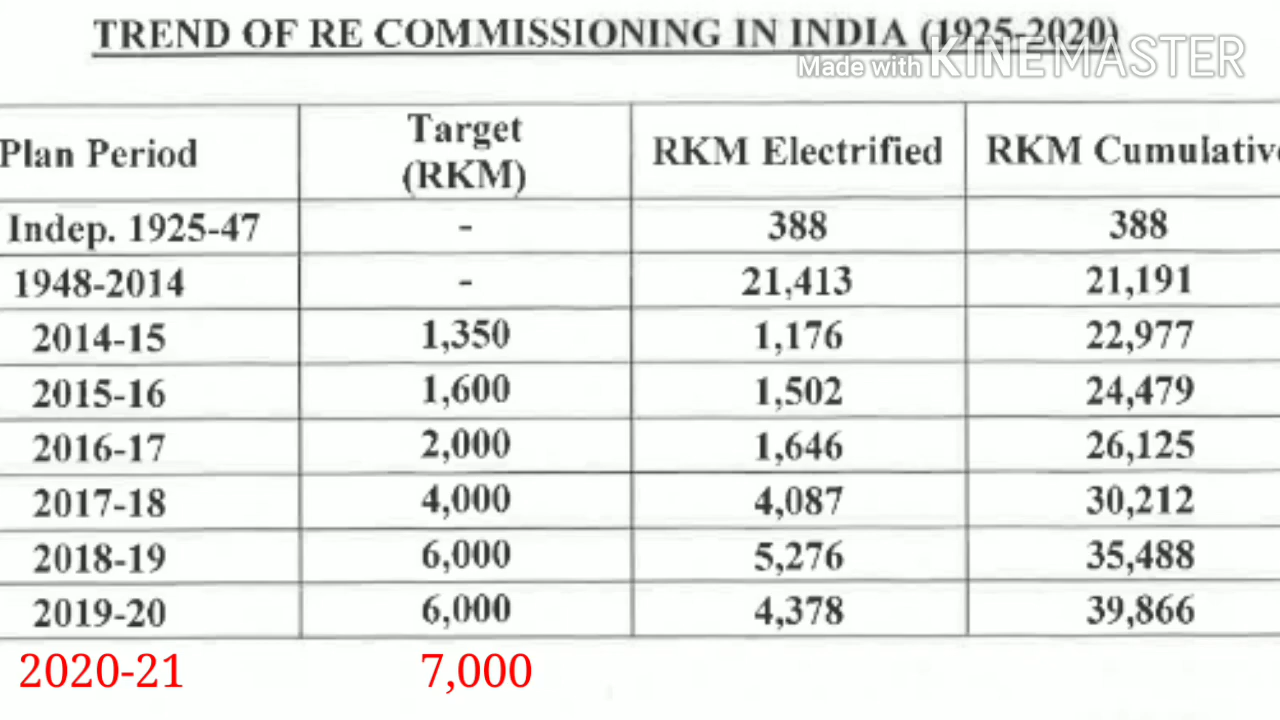 TREND OF RE COMMISSIONING IN INDIA (1925-2020)
Made with KINEMASTER
Plan Period Target (RKM) RKM Electrified RKM Cumulative
Indep. 1925-47 - 388 388
1948-2014 - 21,413 21,191
2014-15 1,350 1,176 22,977
2015-16 1,600 1,502 24,479
2016-17 2,000 1,646 26,125
2017-18 4,000 4,087 30,212
2018-19 6,000 5,276 35,488
2019-20 6,000 4,378 39,866
2020-21 7,000